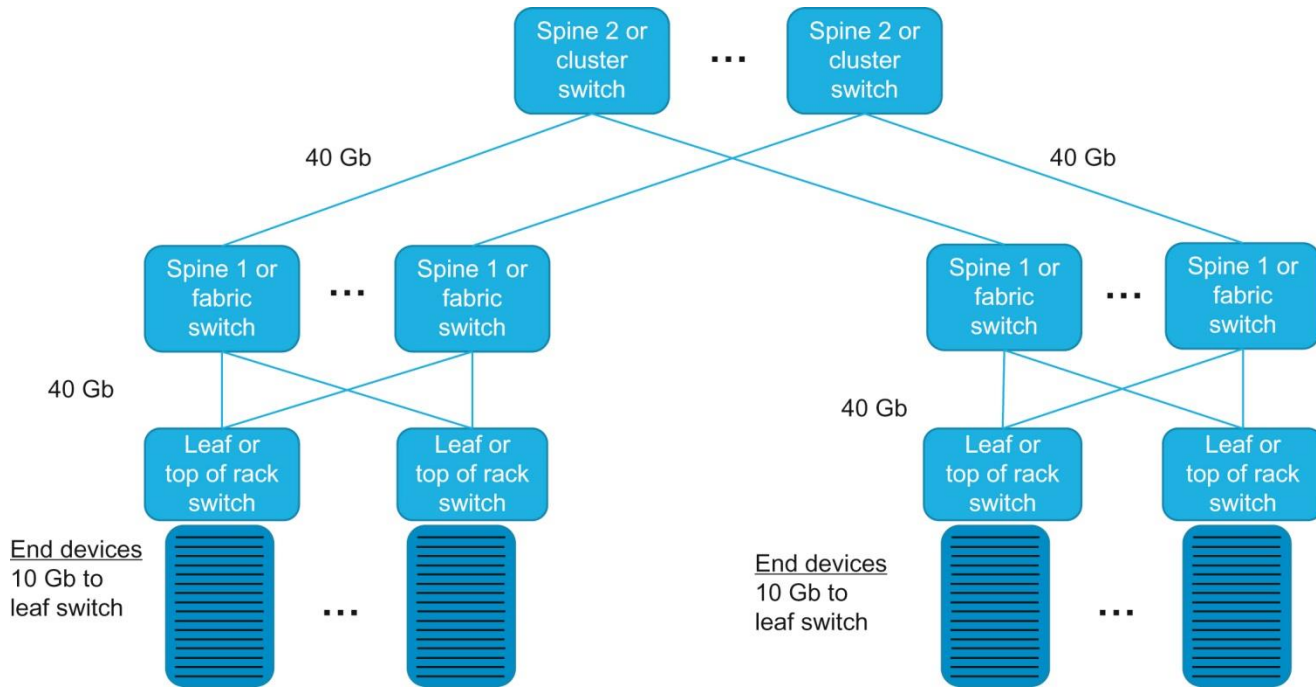 Spine 2 or
cluster
switch
...
Spine 2 or
cluster
switch
40 Gb
40 Gb
Spine 1 or
fabric
switch
...
Spine 1 or
fabric
switch
Spine 1 or
fabric
switch
...
Spine 1 or
fabric
switch
40 Gb
40 Gb
Leaf or
top of rack
switch
Leaf or
top of rack
switch
Leaf or
top of rack
switch
Leaf or
top of rack
switch
End devices
10 Gb to
leaf switch
...
End devices
10 Gb to
leaf switch
...